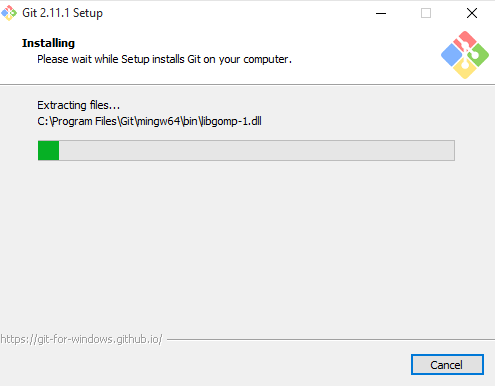 Git 2.11.1 Setup
Installing
Please wait while Setup installs Git on your computer.
Extracting files...
C:\Program Files\Git\mingw64\bin\libgomp-1.dll
https://git-for-windows.github.io/
Cancel